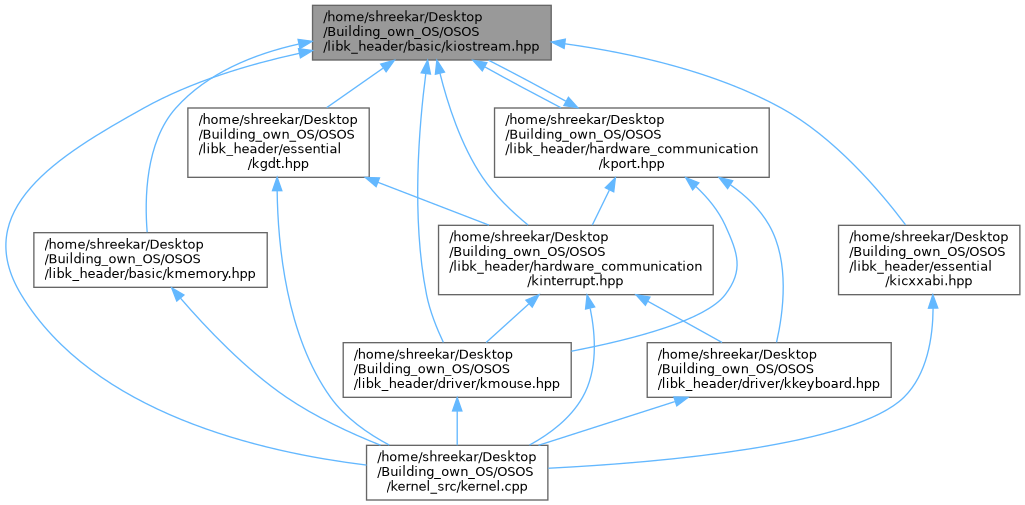 /home/shreekar/Desktop
/Building_own_OS/OSOS
/libk_header/basic/kiostream.hpp
/home/shreekar/Desktop
/Building_own_OS/OSOS
/libk_header/essential
/kgdt.hpp
/home/shreekar/Desktop
/Building_own_OS/OSOS
/libk_header/hardware_communication
/kport.hpp
/home/shreekar/Desktop
/Building_own_OS/OSOS
/libk_header/basic/kmemory.hpp
/home/shreekar/Desktop
/Building_own_OS/OSOS
/libk_header/hardware_communication
/kinterrupt.hpp
/home/shreekar/Desktop
/Building_own_OS/OSOS
/libk_header/essential
/kicxxabi.hpp
/home/shreekar/Desktop
/Building_own_OS/OSOS
/libk_header/driver/kmouse.hpp
/home/shreekar/Desktop
/Building_own_OS/OSOS
/libk_header/driver/kkeyboard.hpp
/home/shreekar/Desktop
/Building_own_OS/OSOS
/kernel_src/kernel.cpp